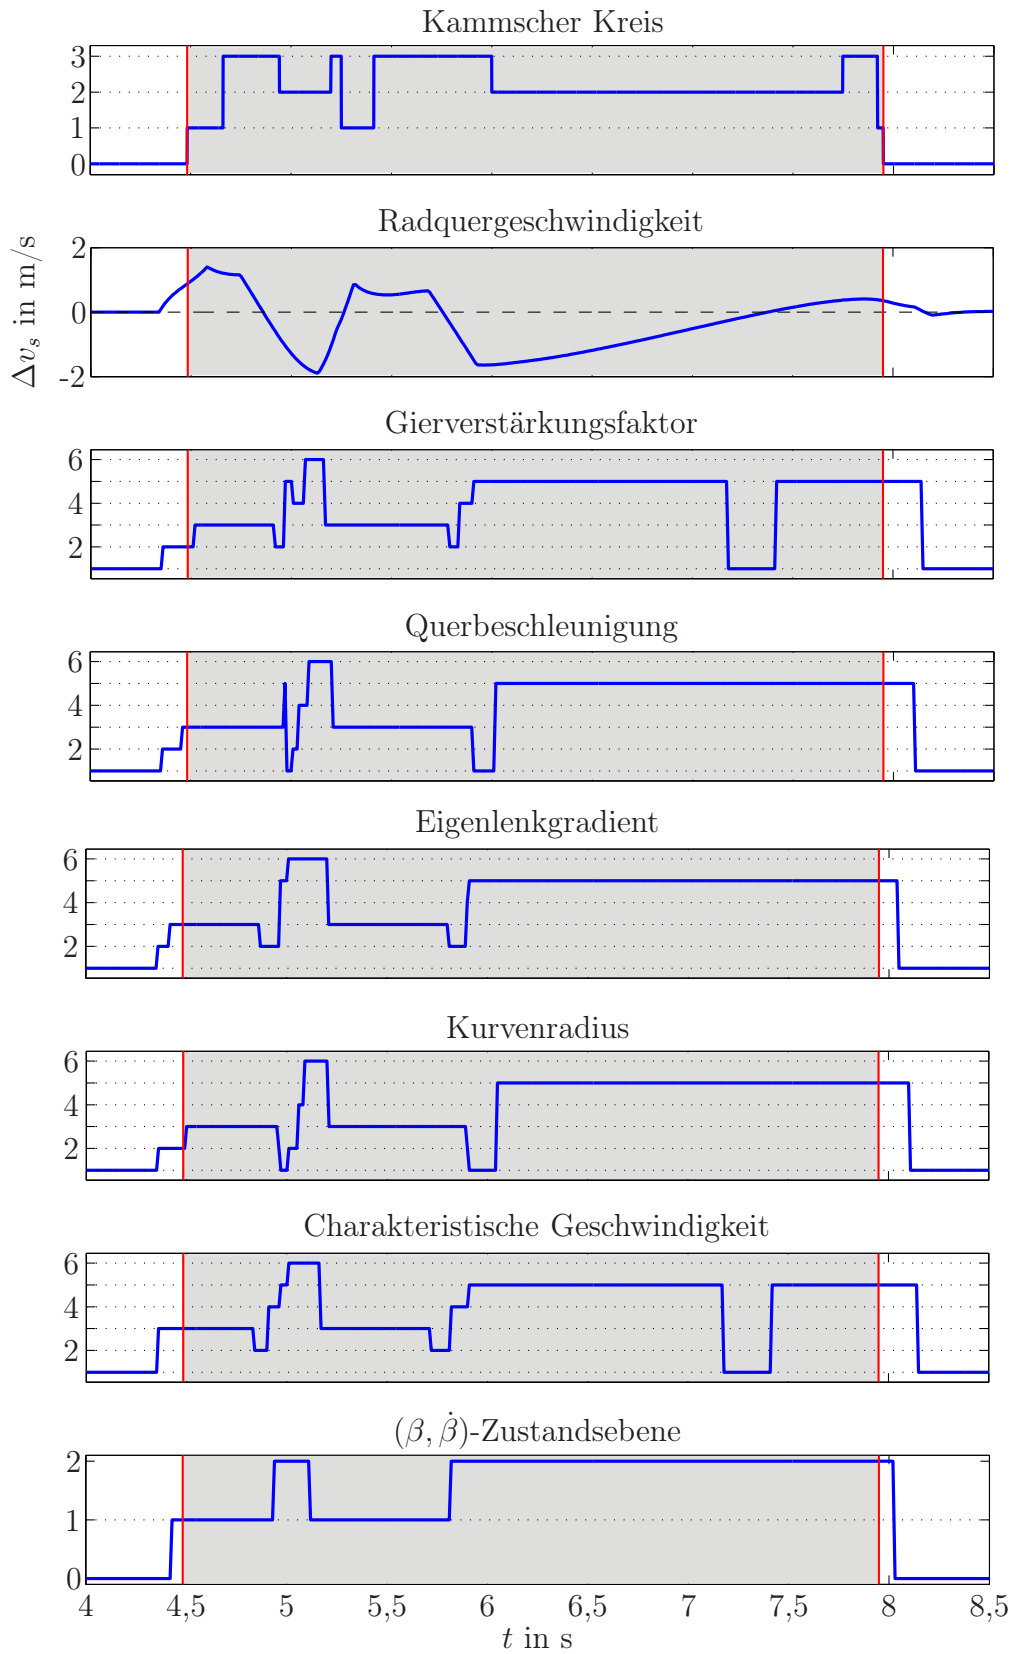 Kammscher Kreis
3
2
1
0
Radquergeschwindigkeit
Δv_s in m/s
2
0
-2
Gierverstärkungsfaktor
6
4
2
Querbeschleunigung
6
4
2
Eigenlenkgradient
6
4
2
Kurvenradius
6
4
2
Charakteristische Geschwindigkeit
6
4
2
(β, β̇)-Zustandsebene
2
1
0
4 4,5 5 5,5 6 6,5 7 7,5 8 8,5
t in s